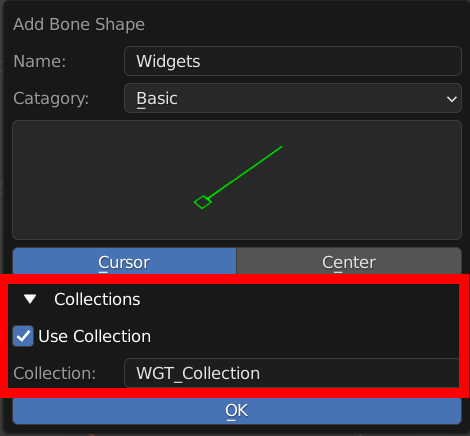 Add Bone Shape
Name: Widgets
Catagory: Basic
Cursor Center
Collections
Use Collection
Collection: WGT_Collection
OK